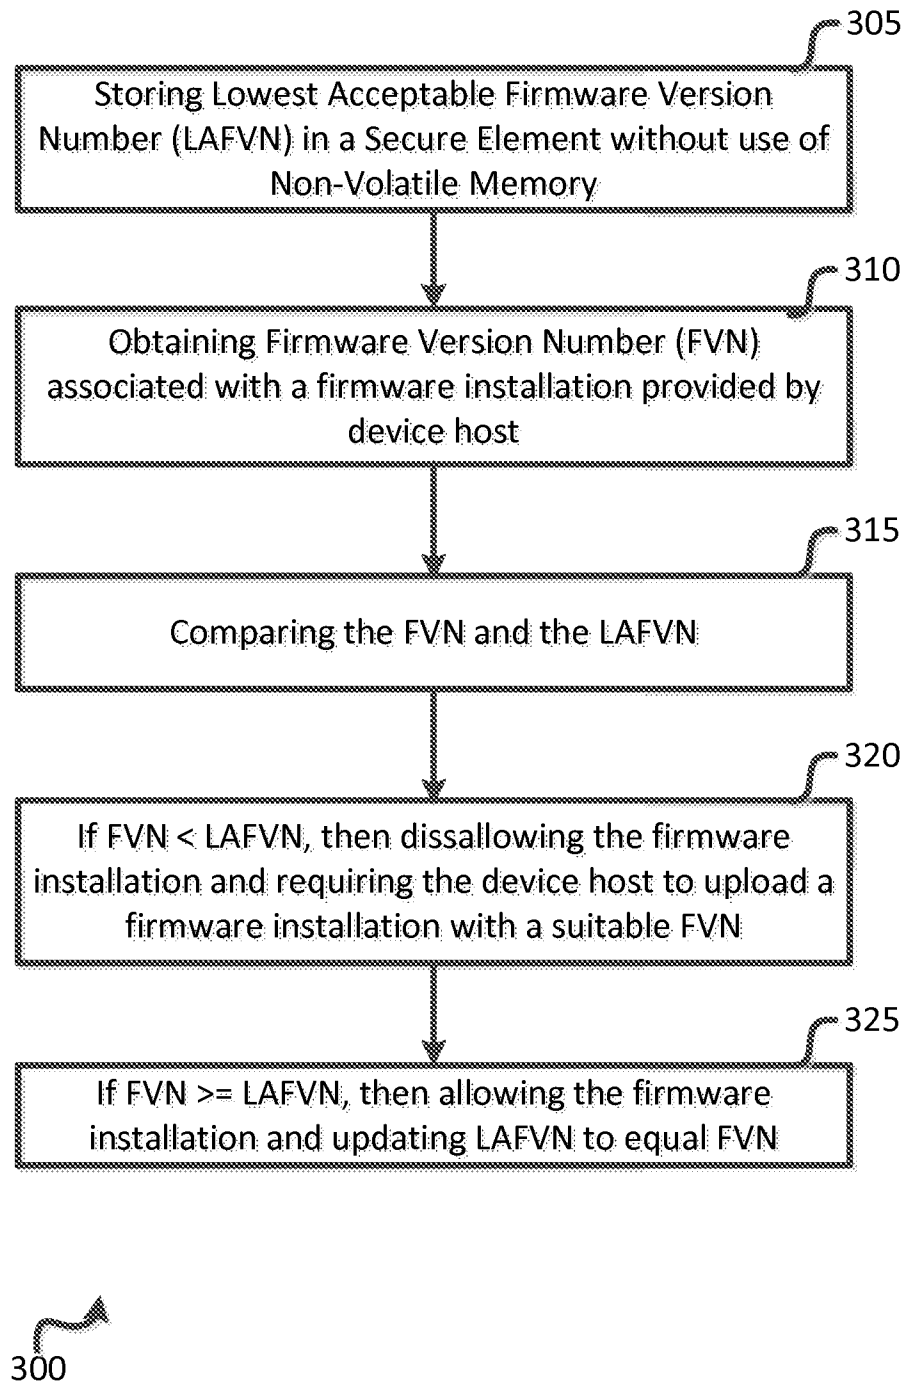 305
Storing Lowest Acceptable Firmware Version
Number (LAFVN) in a Secure Element without use of
Non-Volatile Memory
310
Obtaining Firmware Version Number (FVN)
associated with a firmware installation provided by
device host
315
Comparing the FVN and the LAFVN
320
If FVN < LAFVN, then dissallowing the firmware
installation and requiring the device host to upload a
firmware installation with a suitable FVN
325
If FVN >= LAFVN, then allowing the firmware
installation and updating LAFVN to equal FVN
300